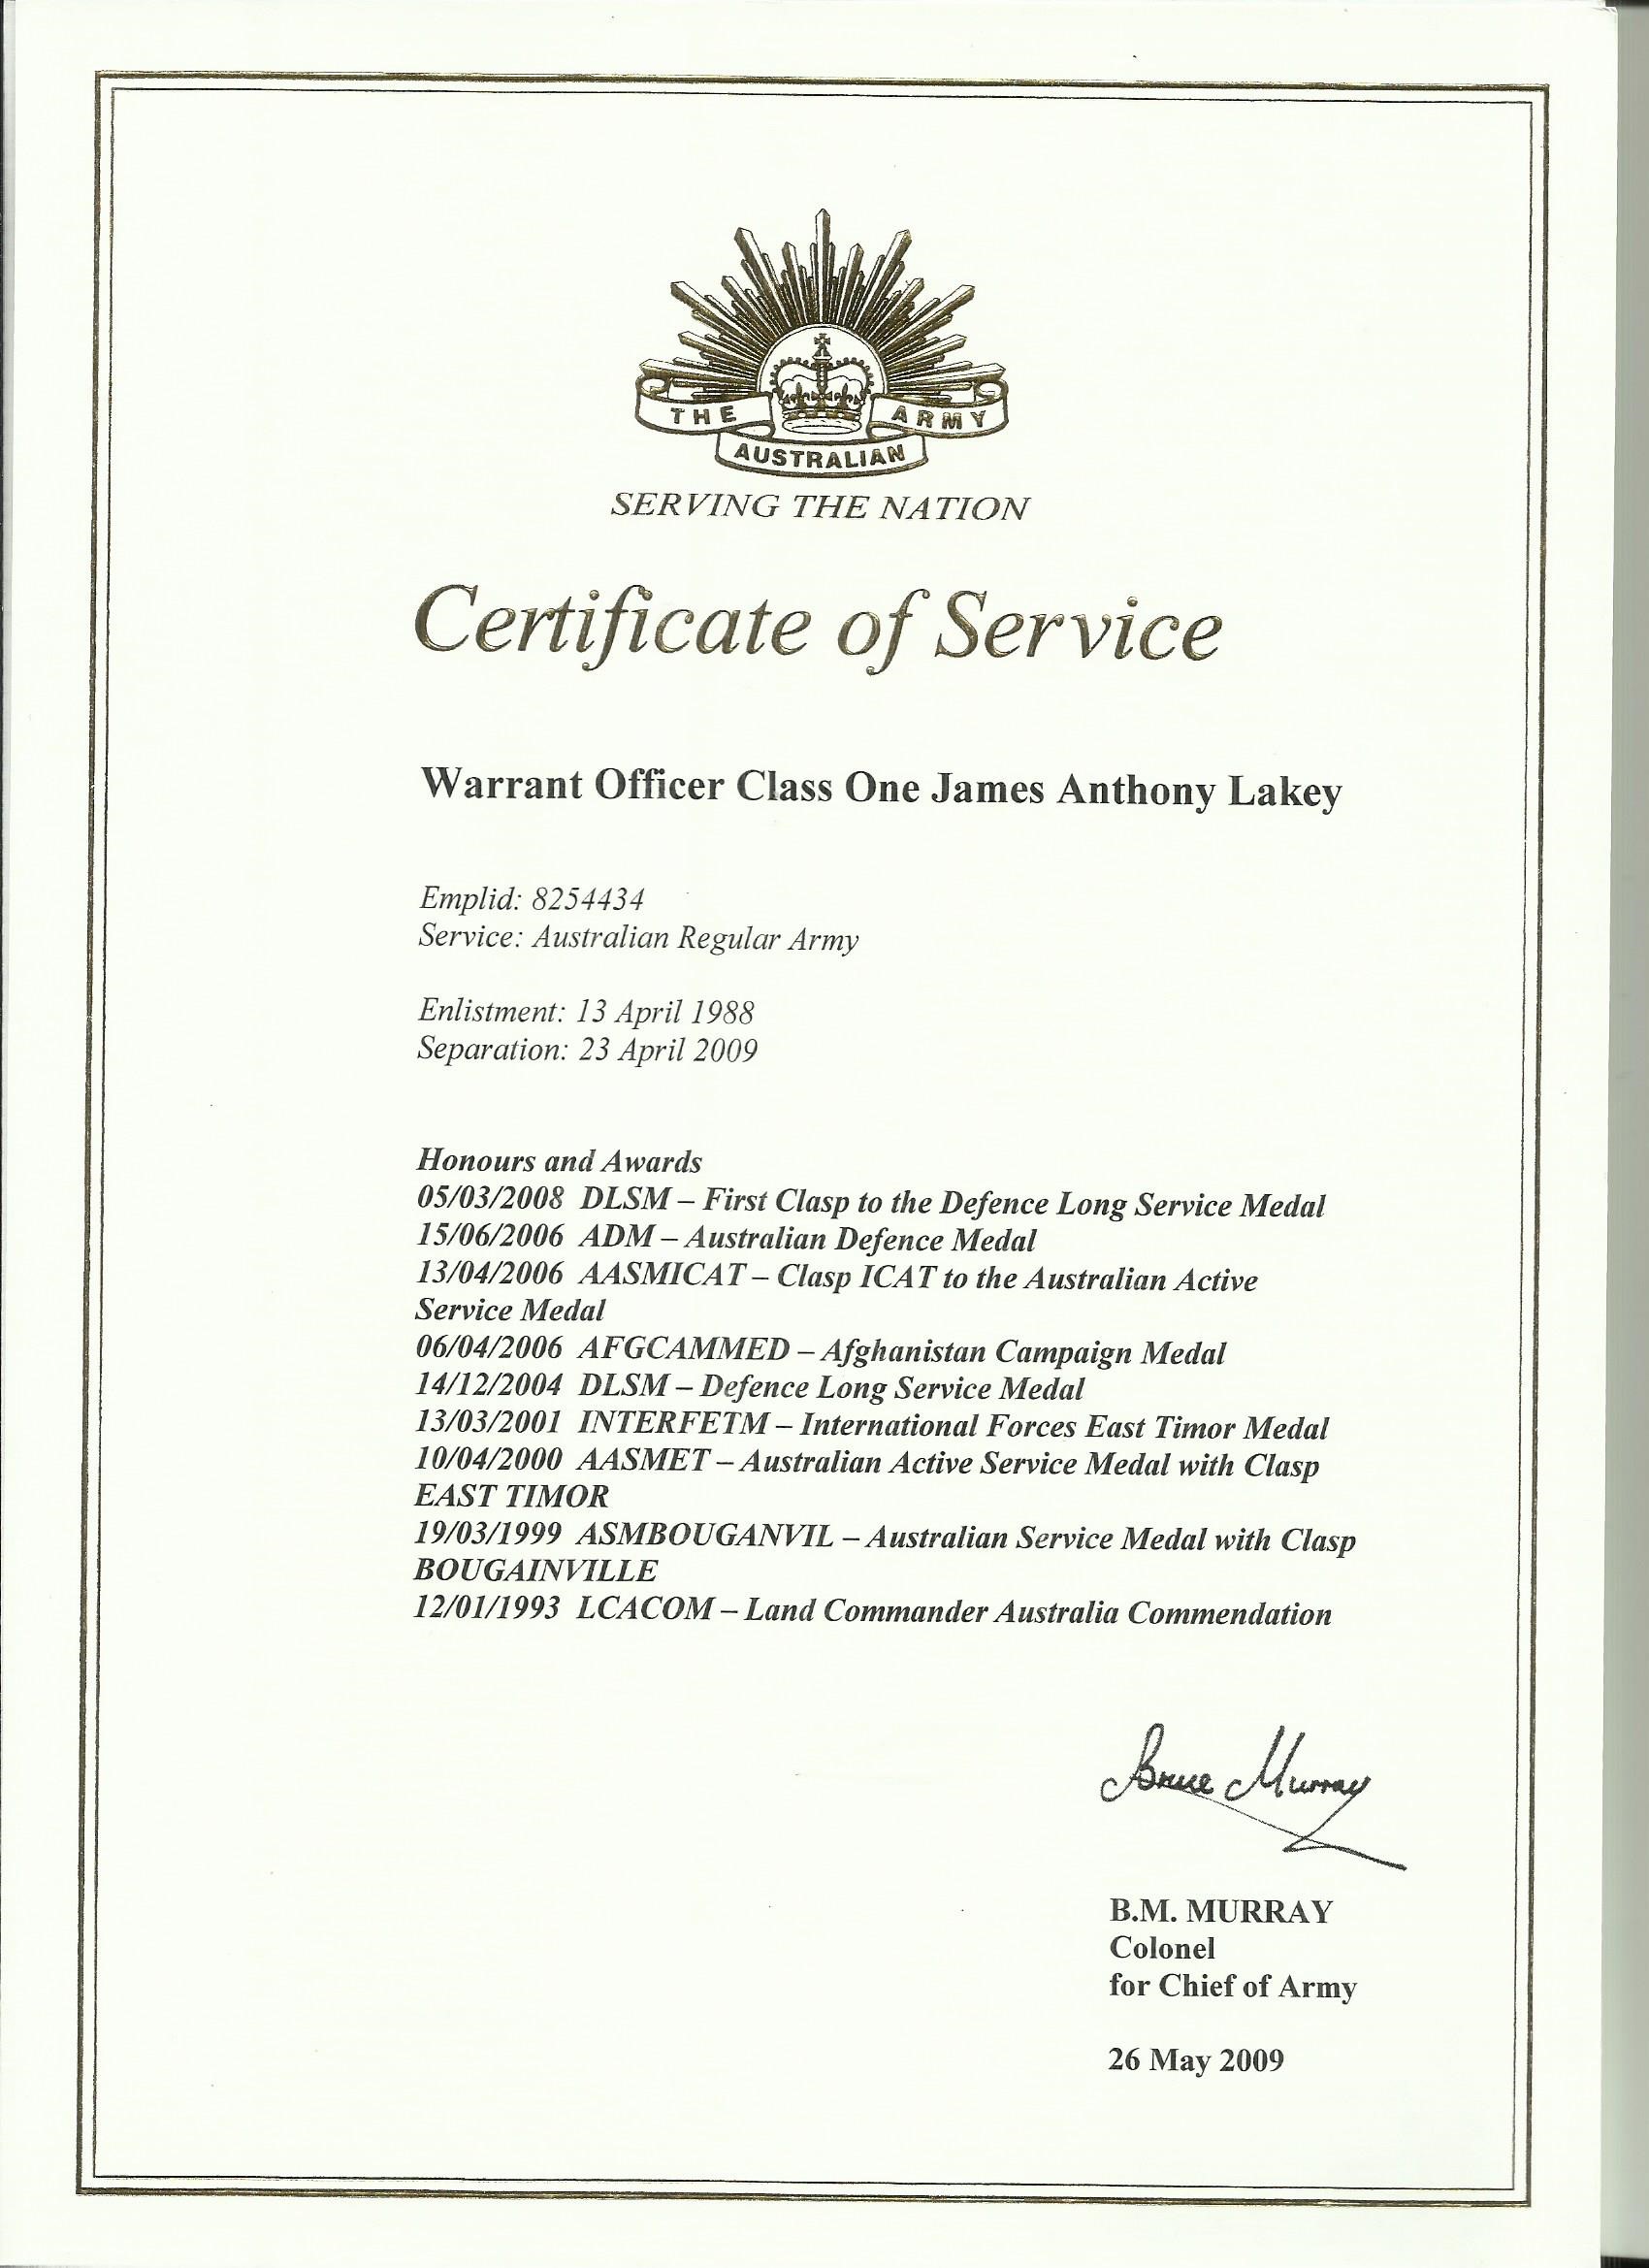 THE ARMY
AUSTRALIAN
SERVING THE NATION
Certificate of Service
Warrant Officer Class One James Anthony Lakey
Emplid: 8254434
Service: Australian Regular Army
Enlistment: 13 April 1988
Separation: 23 April 2009
Honours and Awards
05/03/2008 DLSM – First Clasp to the Defence Long Service Medal
15/06/2006 ADM – Australian Defence Medal
13/04/2006 AASMICAT – Clasp ICAT to the Australian Active
Service Medal
06/04/2006 AFGCAMMED – Afghanistan Campaign Medal
14/12/2004 DLSM – Defence Long Service Medal
13/03/2001 INTERFETM – International Forces East Timor Medal
10/04/2000 AASMET – Australian Active Service Medal with Clasp
EAST TIMOR
19/03/1999 ASMBOUGANVIL – Australian Service Medal with Clasp
BOUGAINVILLE
12/01/1993 LCACOM – Land Commander Australia Commendation
Bruce Murray
B.M. MURRAY
Colonel
for Chief of Army
26 May 2009